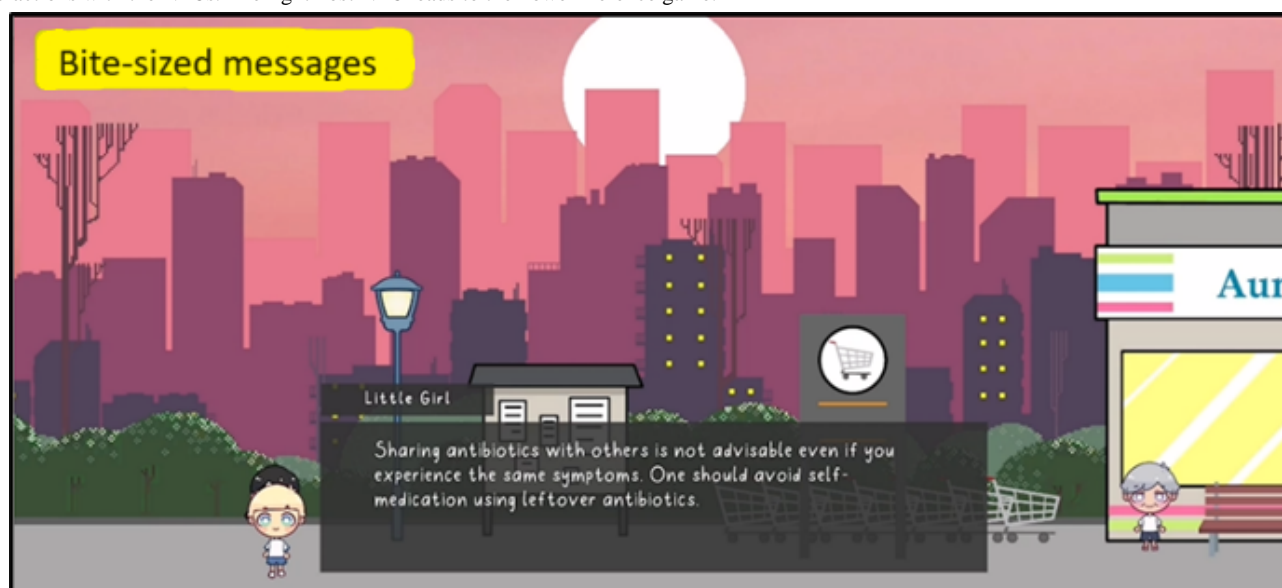 Bite-sized messages
Little Girl
Sharing antibiotics with others is not advisable even if you
experience the same symptoms. One should avoid self-
medication using leftover antibiotics.